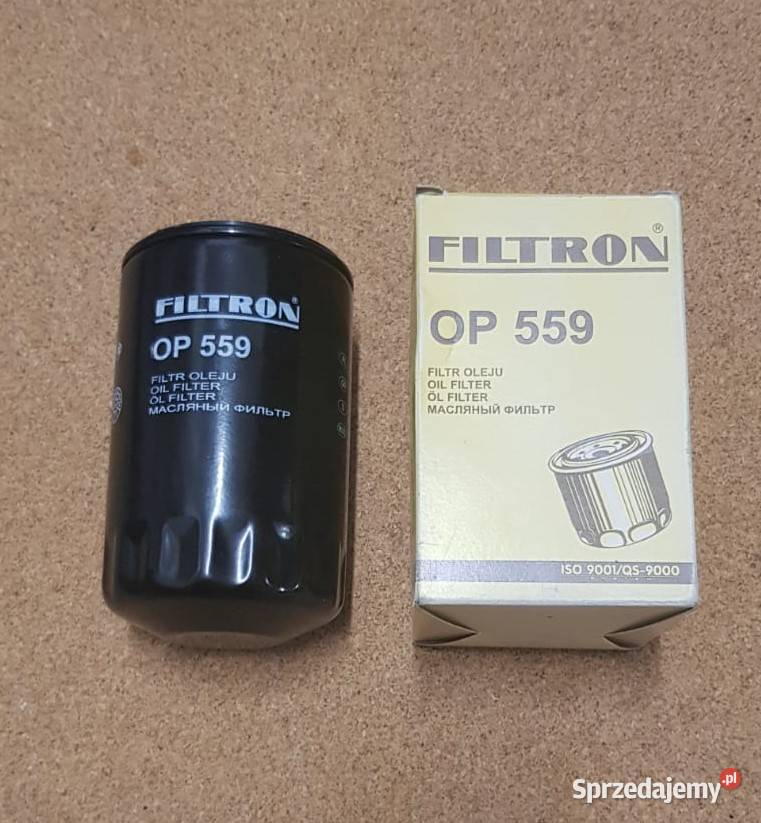 FILTRON®
OP 559
FILTR OLEJU
OIL FILTER
ÖL FILTER
МАСЛЯНЫЙ ФИЛЬТР
FILTRON®
OP 559
FILTR OLEJU
OIL FILTER
ÖL FILTER
МАСЛЯНЫЙ ФИЛЬТР
ISO 9001/QS-9000
Sprzedajemy.pl